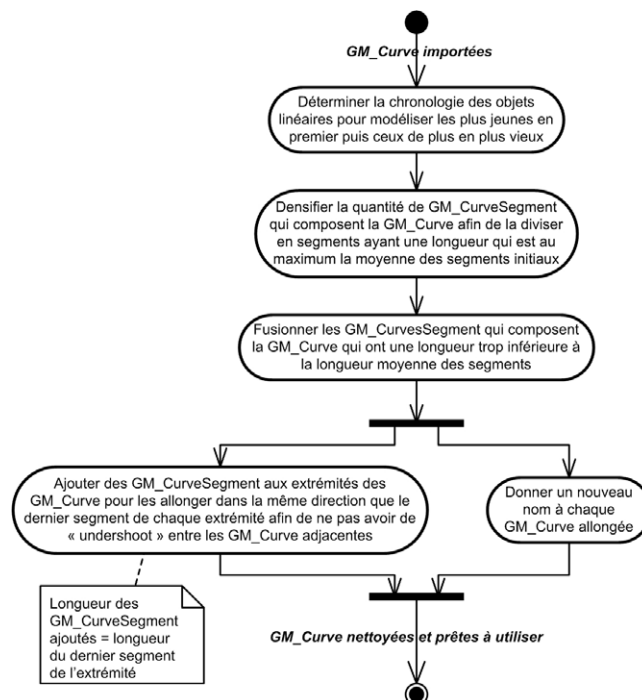 GM_Curve importées
Déterminer la chronologie des objets
linéaires pour modéliser les plus jeunes en
premier puis ceux de plus en plus vieux
Densifier la quantité de GM_CurveSegment
qui composent la GM_Curve afin de la diviser
en segments ayant une longueur qui est au
maximum la moyenne des segments initiaux
Fusionner les GM_CurvesSegment qui composent
la GM_Curve qui ont une longueur trop inférieure à
la longueur moyenne des segments
Ajouter des GM_CurveSegment aux extrémités des
GM_Curve pour les allonger dans la même direction que le
dernier segment de chaque extrémité afin de ne pas avoir de
« undershoot » entre les GM_Curve adjacentes
Donner un nouveau
nom à chaque
GM_Curve allongée
Longueur des
GM_CurveSegment
ajoutés = longueur
du dernier segment
de l'extrémité
GM_Curve nettoyées et prêtes à utiliser